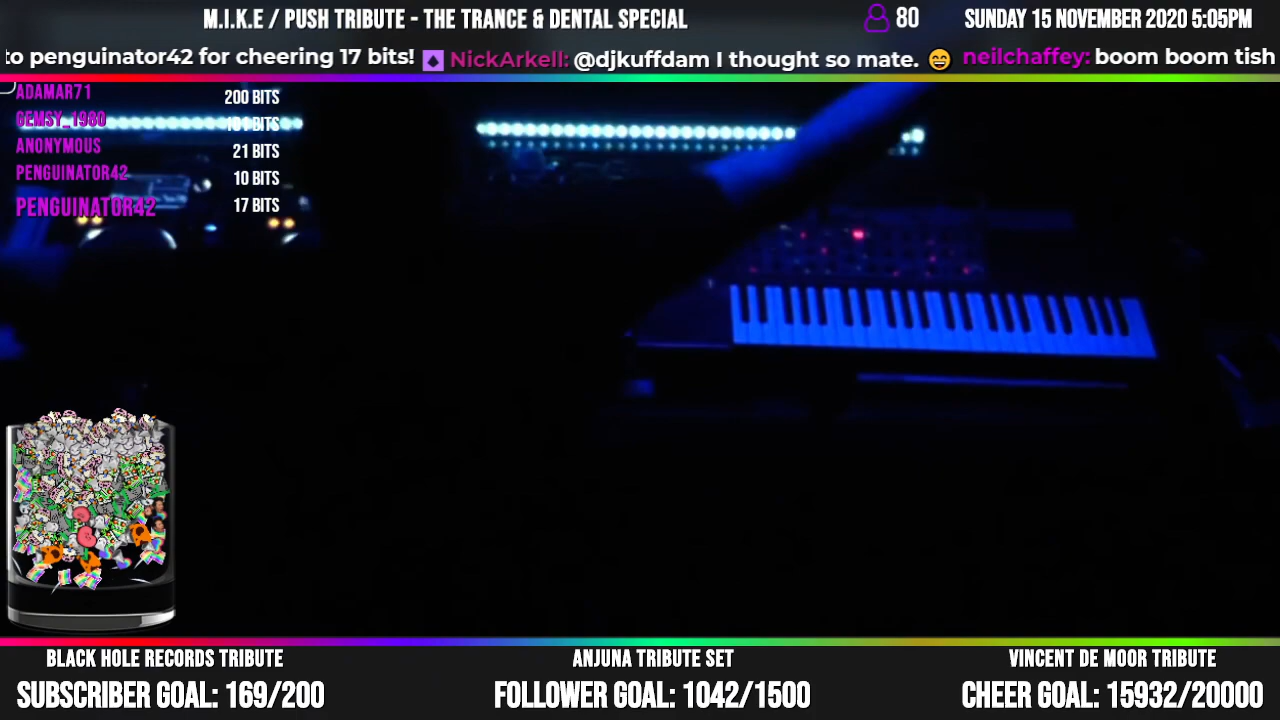 M.I.K.E / PUSH TRIBUTE - THE TRANCE & DENTAL SPECIAL
80
SUNDAY 15 NOVEMBER 2020 5:05PM
to penguinator42 for cheering 17 bits! NickArkell: @djkuffdam I thought so mate. 😁 neilchaffey: boom boom tish
ADAMAR71 200 BITS
GEMSY_1980 BITS
ANONYMOUS 21 BITS
PENGUINATOR42 10 BITS
PENGUINATOR42 17 BITS
BLACK HOLE RECORDS TRIBUTE
SUBSCRIBER GOAL: 169/200
ANJUNA TRIBUTE SET
FOLLOWER GOAL: 1042/1500
VINCENT DE MOOR TRIBUTE
CHEER GOAL: 15932/20000